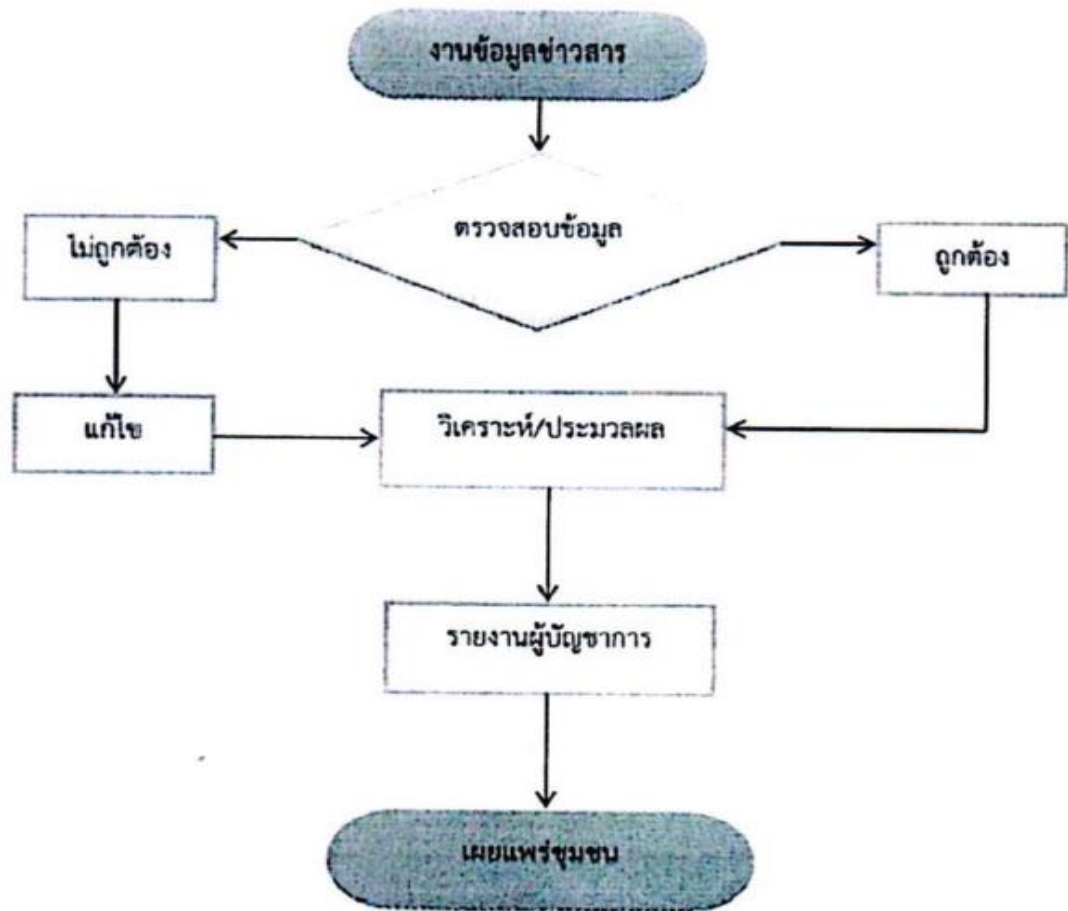 งานข้อมูลข่าวสาร
ตรวจสอบข้อมูล
ไม่ถูกต้อง
ถูกต้อง
แก้ไข
วิเคราะห์/ประมวลผล
รายงานผู้บัญชาการ
เผยแพร่ชุมชน